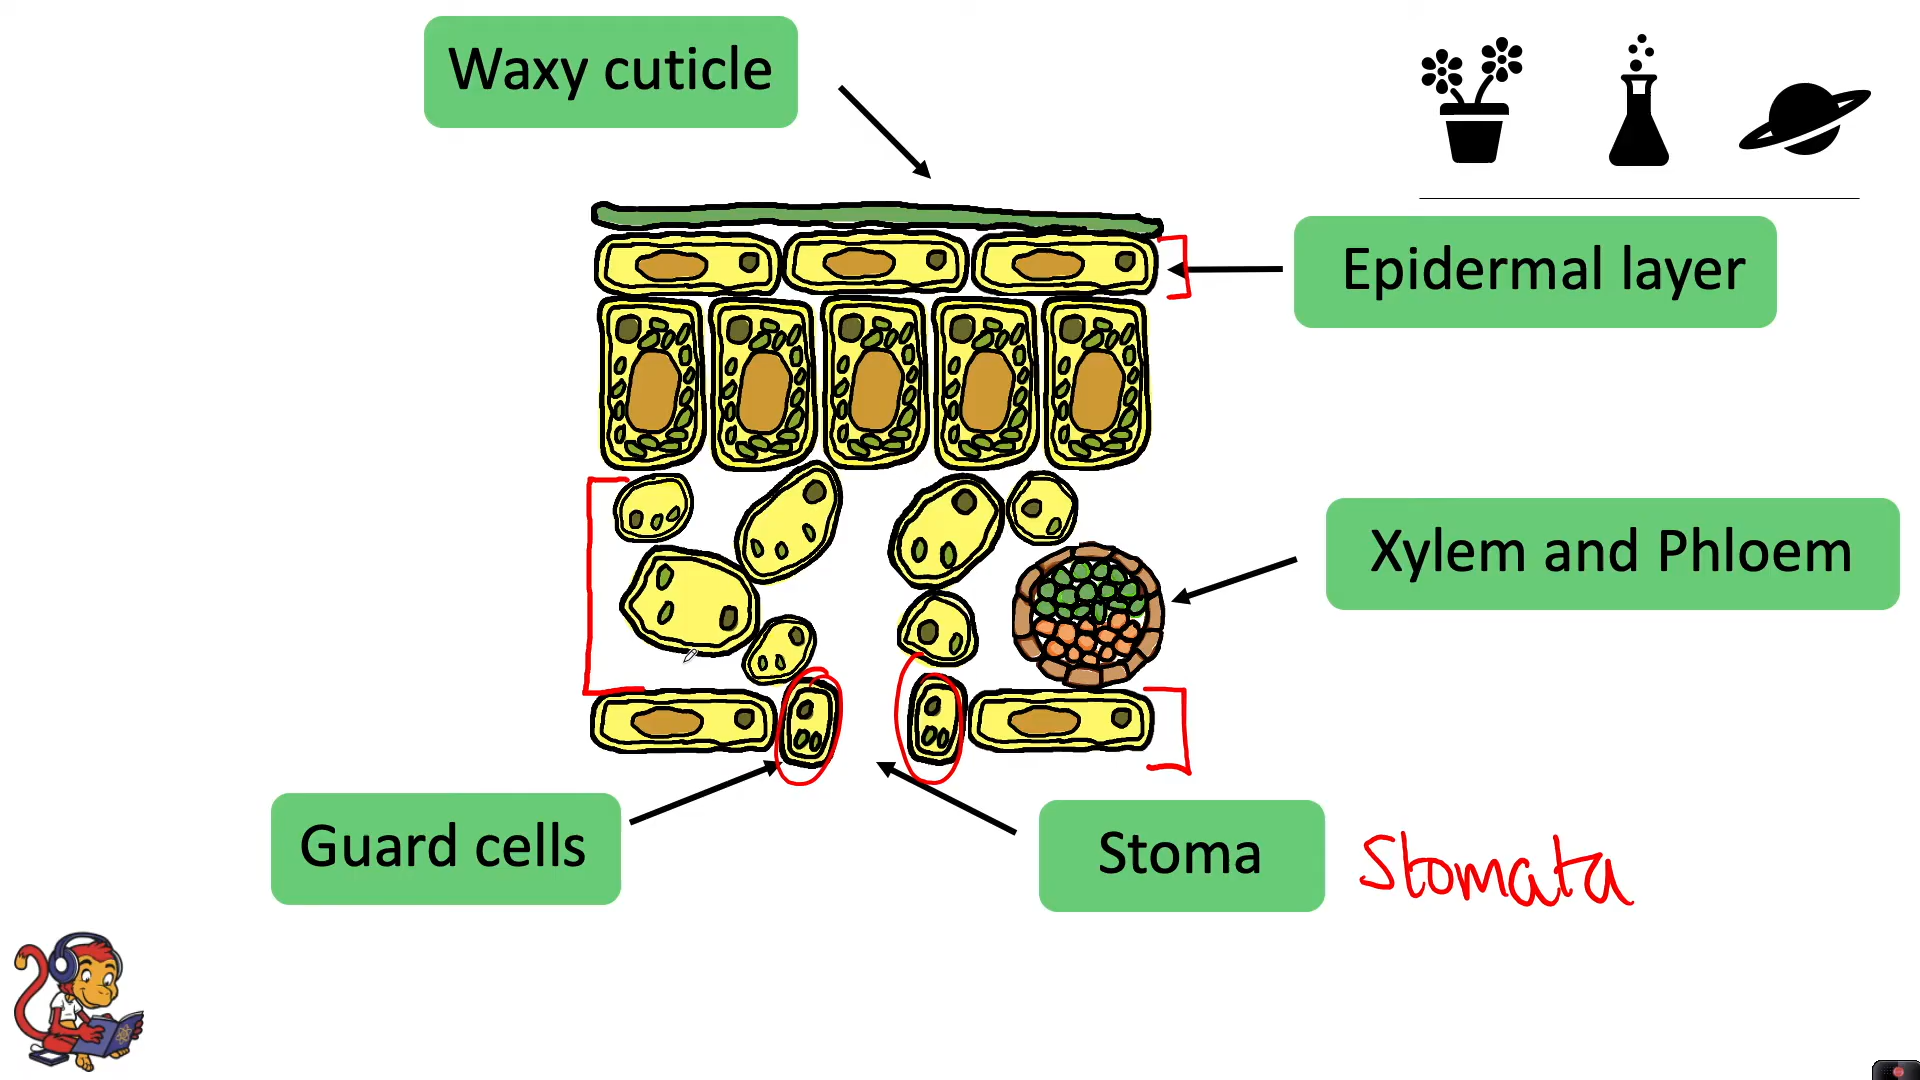 Waxy cuticle
Epidermal layer
Xylem and Phloem
Guard cells
Stoma
Stomata